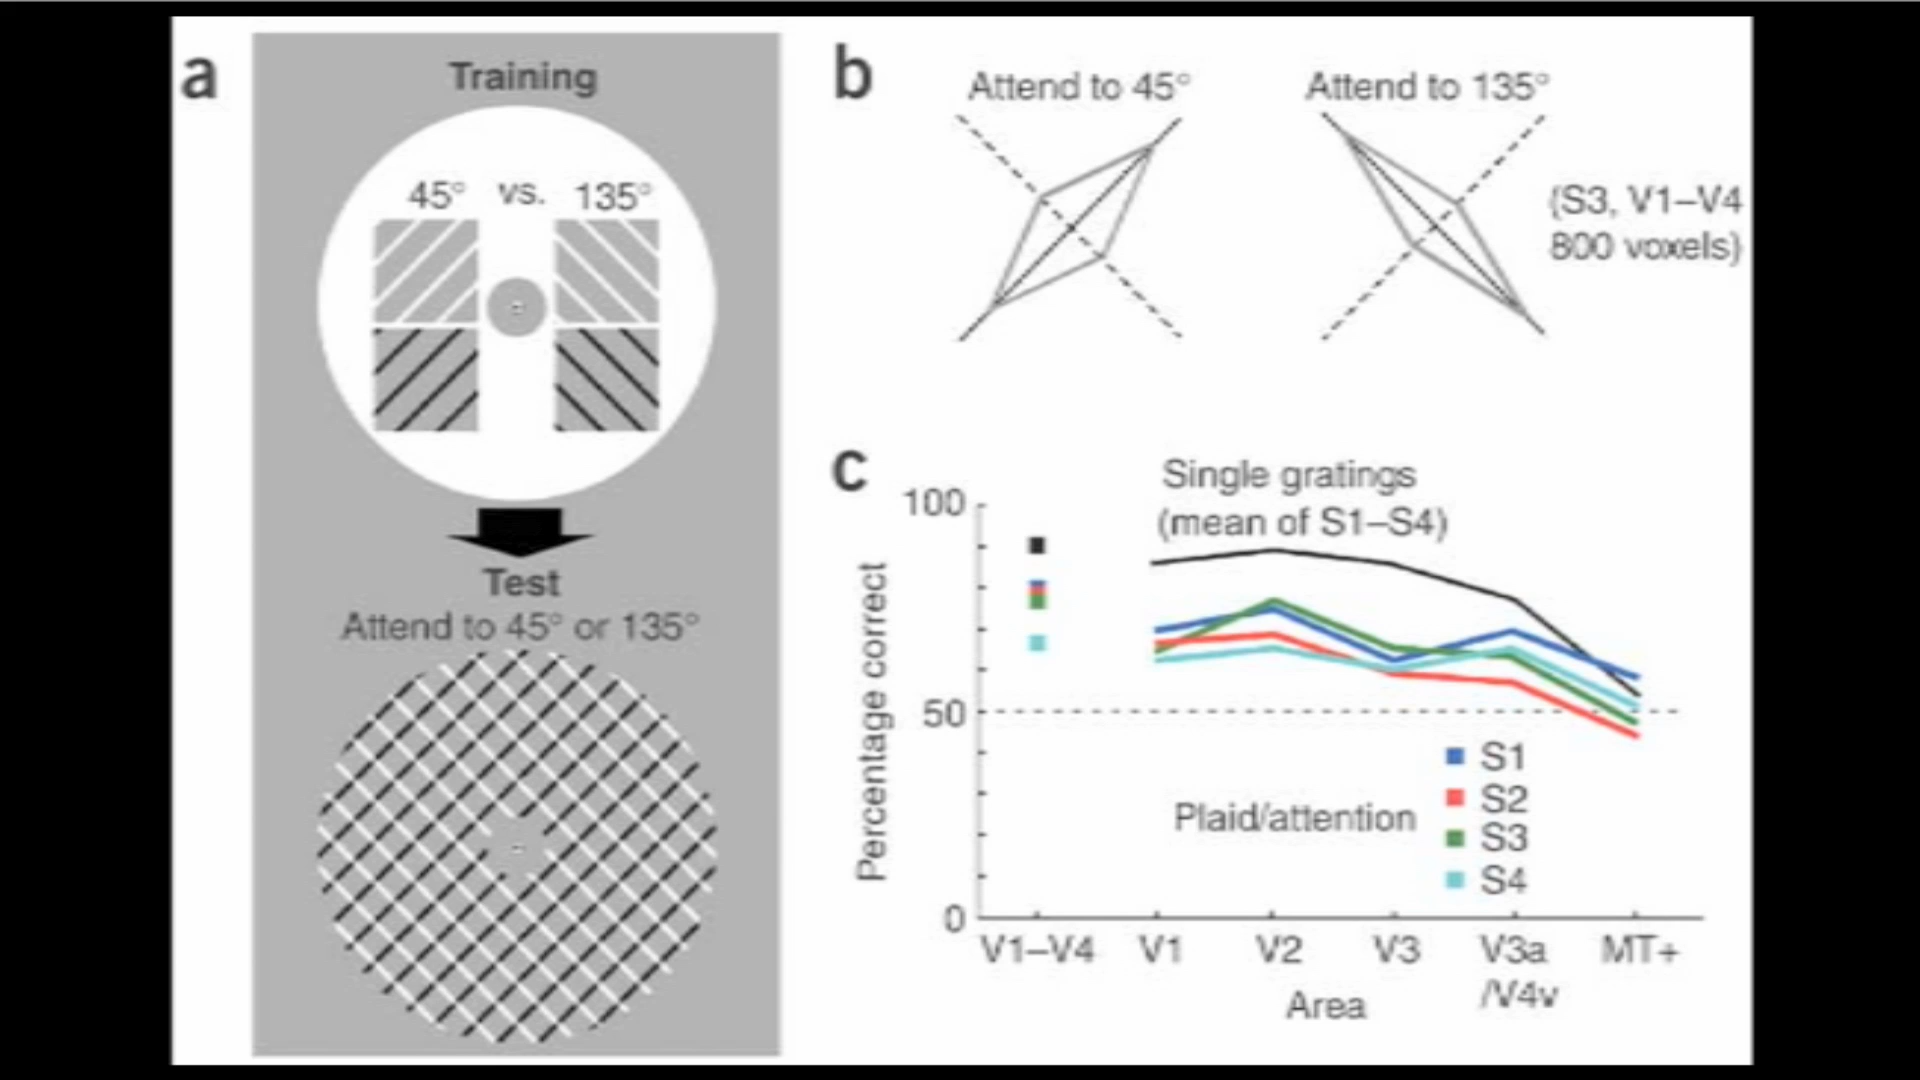 a
Training
45° vs. 135°
Test
Attend to 45° or 135°
b
Attend to 45°
Attend to 135°
(S3, V1–V4
800 voxels)
c
Single gratings
(mean of S1–S4)
Percentage correct
100
50
0
Plaid/attention
S1
S2
S3
S4
V1–V4 V1 V2 V3 V3a MT+
/V4v
Area